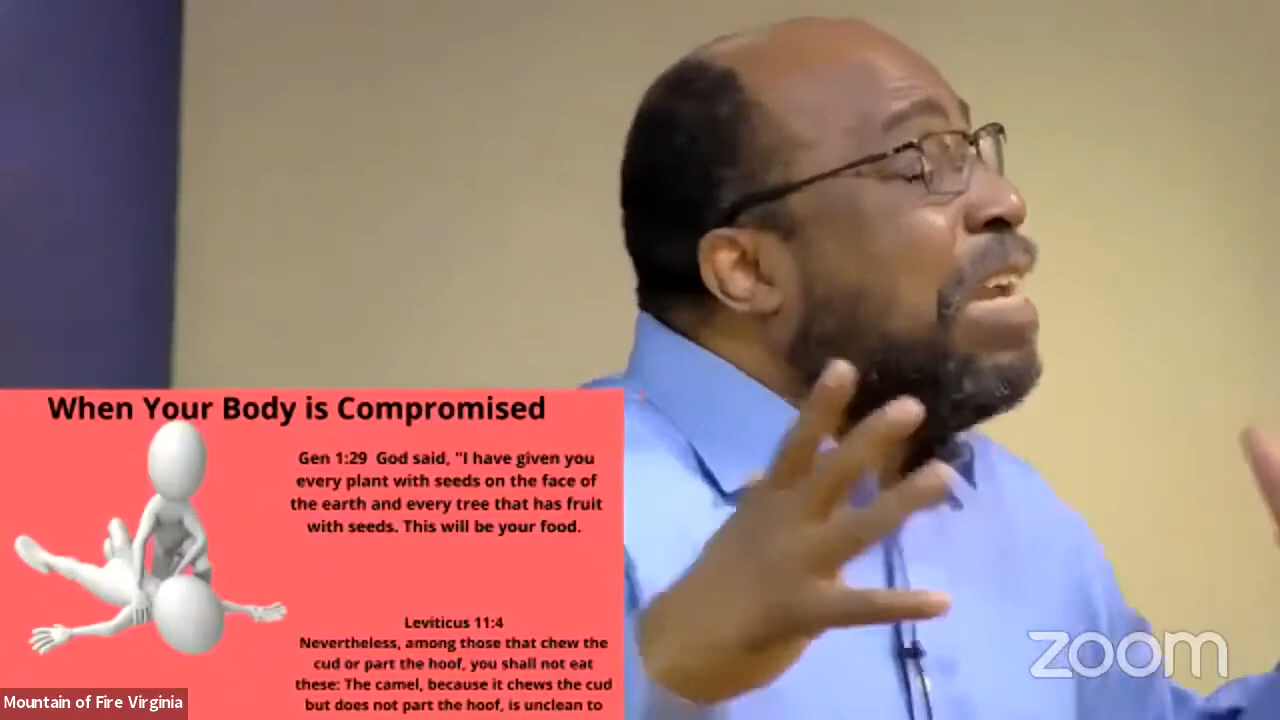 When Your Body is Compromised
Gen 1:29 God said, "I have given you
every plant with seeds on the face of
the earth and every tree that has fruit
with seeds. This will be your food.
Leviticus 11:4
Nevertheless, among those that chew the
cud or part the hoof, you shall not eat
these: The camel, because it chews the cud
but does not part the hoof, is unclean to
Mountain of Fire Virginia
zoom